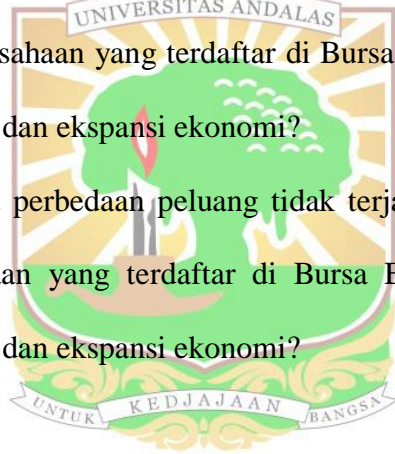 UNIVERSITAS ANDALAS
sahaan yang terdaftar di Bursa
dan ekspansi ekonomi?
perbedaan peluang tidak terja
an yang terdaftar di Bursa E
dan ekspansi ekonomi?
UNTUK KEDJAJAAN BANGSA